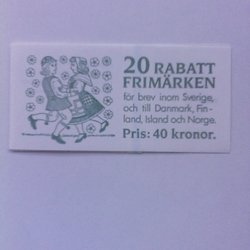 20 RABATT
FRIMÄRKEN
för brev inom Sverige,
och till Danmark, Fin-
land, Island och Norge.
Pris: 40 kronor.